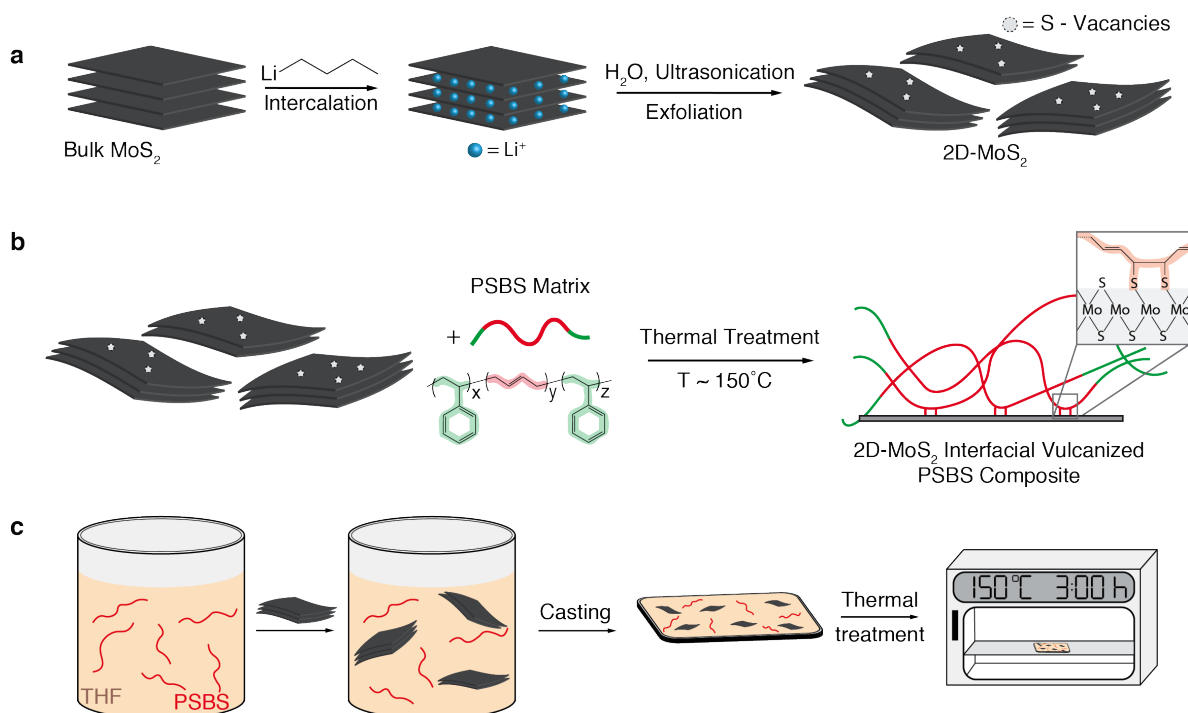 a
= S - Vacancies
Li
Intercalation
H₂O, Ultrasonication
Exfoliation
Bulk MoS₂
= Li⁺
2D-MoS₂
b
PSBS Matrix
+
x
y
z
Thermal Treatment
T ~ 150°C
S
S
S
Mo
Mo
Mo
Mo
S
S
S
2D-MoS₂ Interfacial Vulcanized
PSBS Composite
c
THF
PSBS
Casting
Thermal
treatment
150°C 3:00 h